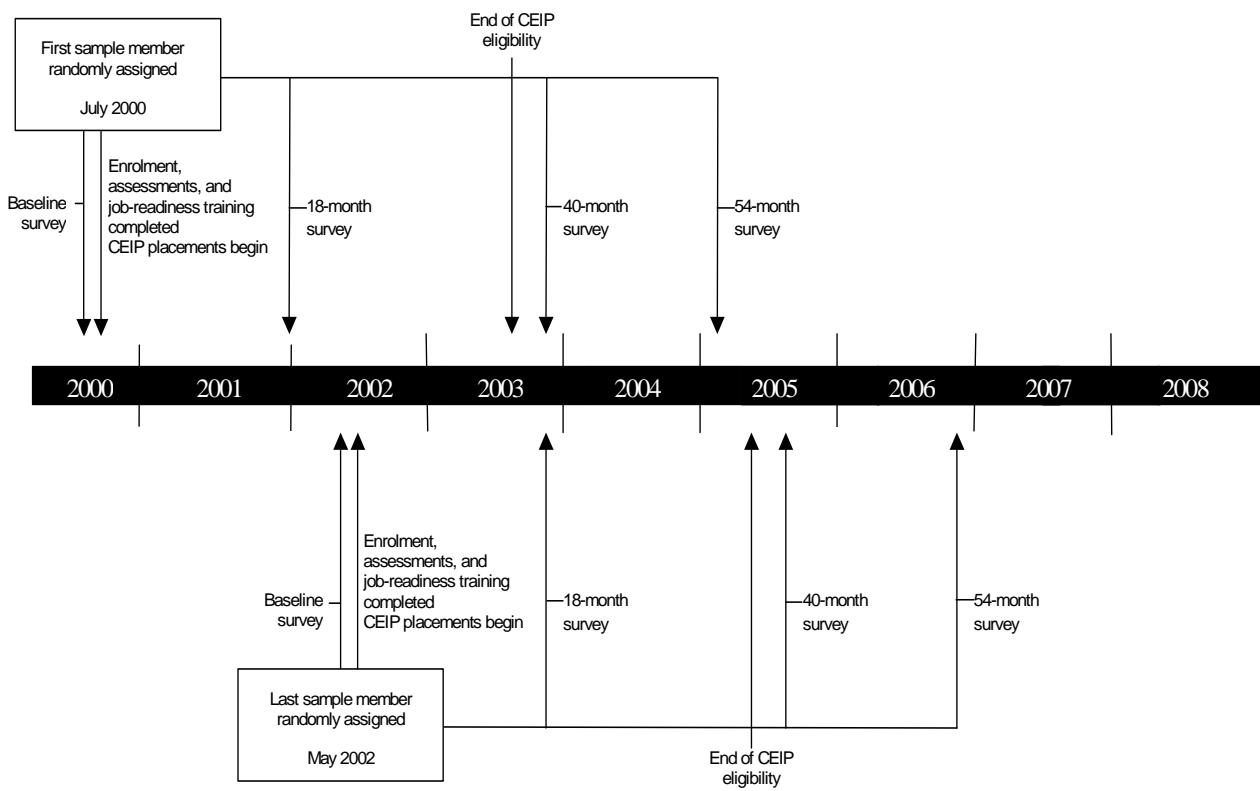 End of CEIP
eligibility
First sample member
randomly assigned
July 2000
Baseline
survey
Enrolment,
assessments, and
job-readiness training
completed
CEIP placements begin
18-month
survey
40-month
survey
54-month
survey
2000
2001
2002
2003
2004
2005
2006
2007
2008
Baseline
survey
Enrolment,
assessments, and
job-readiness training
completed
CEIP placements begin
18-month
survey
40-month
survey
54-month
survey
Last sample member
randomly assigned
May 2002
End of CEIP
eligibility